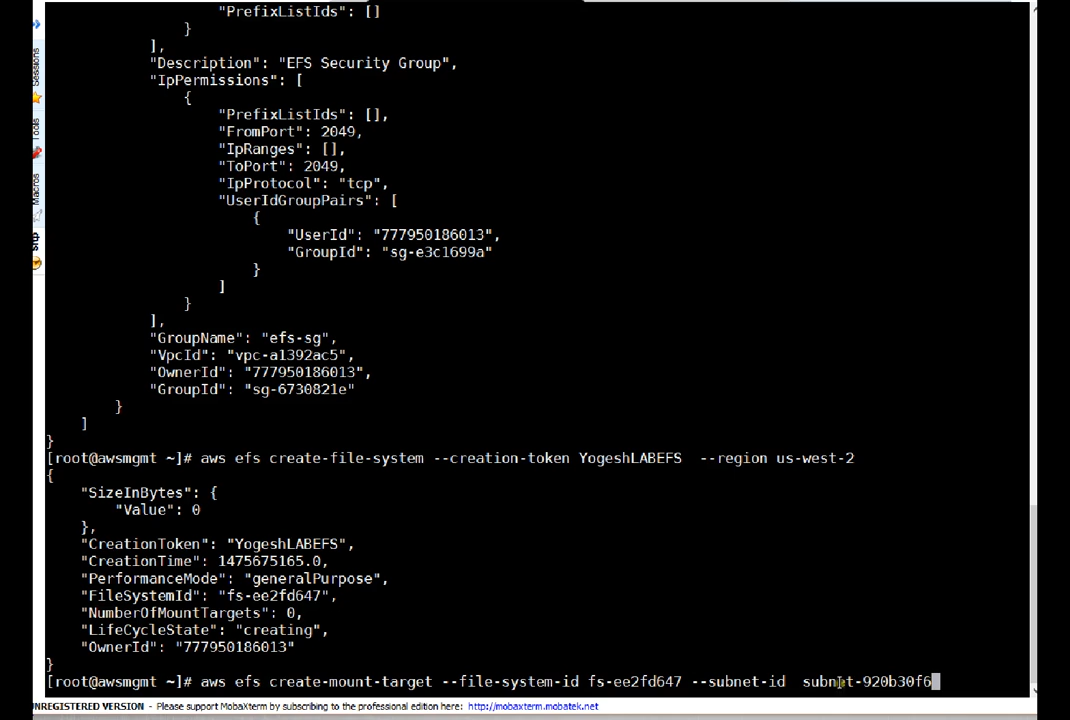 "PrefixListIds": []
}
],
"Description": "EFS Security Group",
"IpPermissions": [
{
"PrefixListIds": [],
"FromPort": 2049,
"IpRanges": [],
"ToPort": 2049,
"IpProtocol": "tcp",
"UserIdGroupPairs": [
{
"UserId": "777950186013",
"GroupId": "sg-e3c1699a"
}
]
}
],
"GroupName": "efs-sg",
"VpcId": "vpc-a1392ac5",
"OwnerId": "777950186013",
"GroupId": "sg-6730821e"
}
]
}
[root@awsmgmt ~]# aws efs create-file-system --creation-token YogeshLABEFS --region us-west-2
{
"SizeInBytes": {
"Value": 0
},
"CreationToken": "YogeshLABEFS",
"CreationTime": 1475675165.0,
"PerformanceMode": "generalPurpose",
"FileSystemId": "fs-ee2fd647",
"NumberOfMountTargets": 0,
"LifeCycleState": "creating",
"OwnerId": "777950186013"
}
[root@awsmgmt ~]# aws efs create-mount-target --file-system-id fs-ee2fd647 --subnet-id subnet-920b30f6
Sessions
Tools
Macros
UNREGISTERED VERSION - Please support MobaXterm by subscribing to the professional edition here: http://mobaxterm.mobatek.net